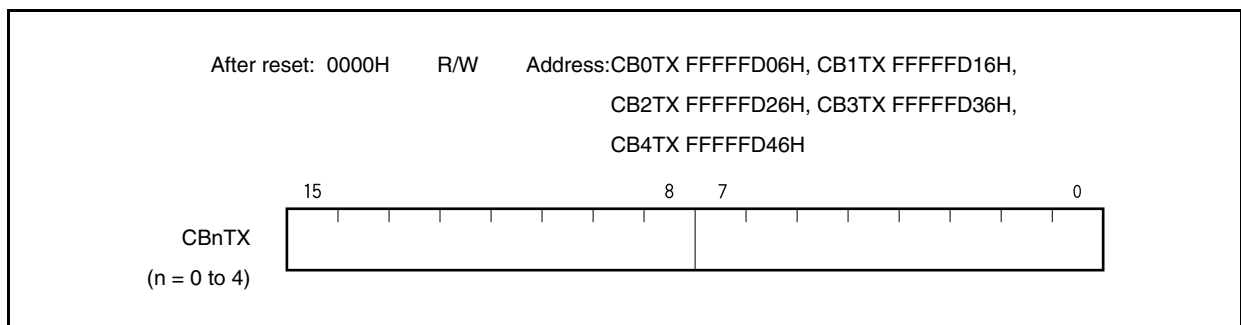 After reset: 0000H R/W Address:CB0TX FFFFFD06H, CB1TX FFFFFD16H,
CB2TX FFFFFD26H, CB3TX FFFFFD36H,
CB4TX FFFFFD46H
15 8 7 0
CBnTX
(n = 0 to 4)